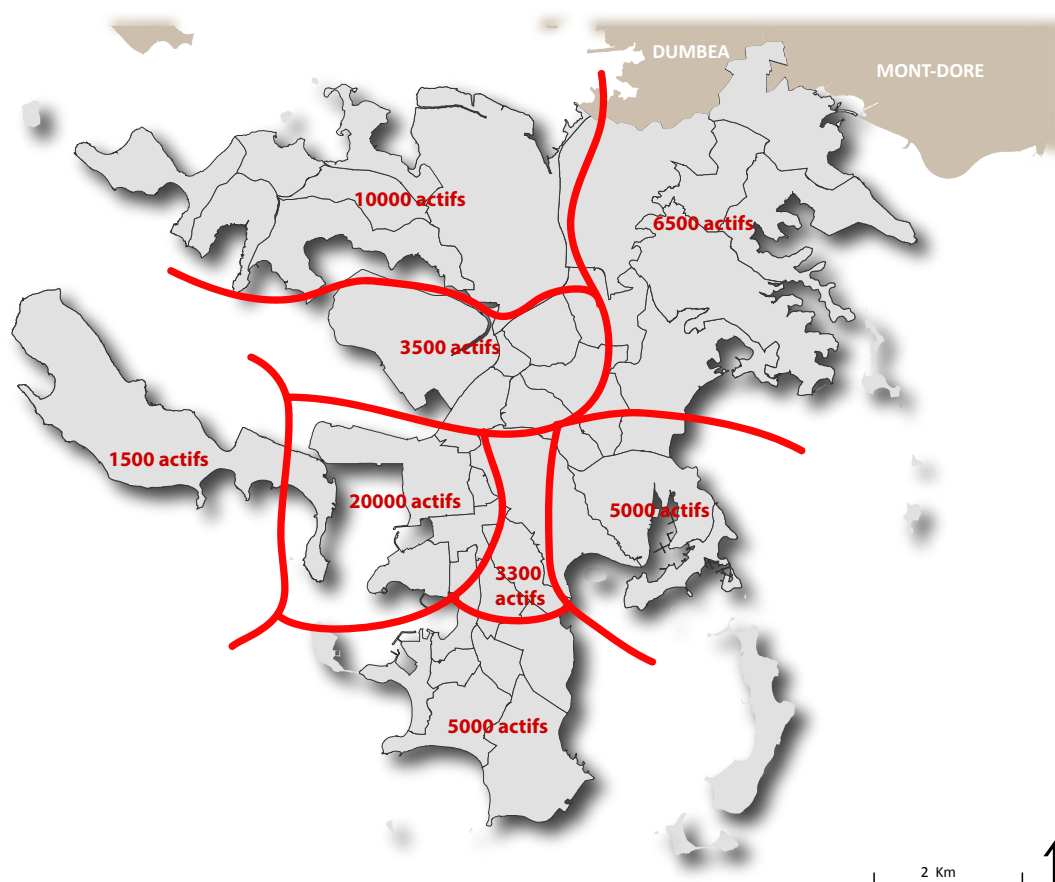 DUMBEA
MONT-DORE
10000 actifs
6500 actifs
3500 actifs
1500 actifs
20000 actifs
5000 actifs
3300
actifs
5000 actifs
2 Km